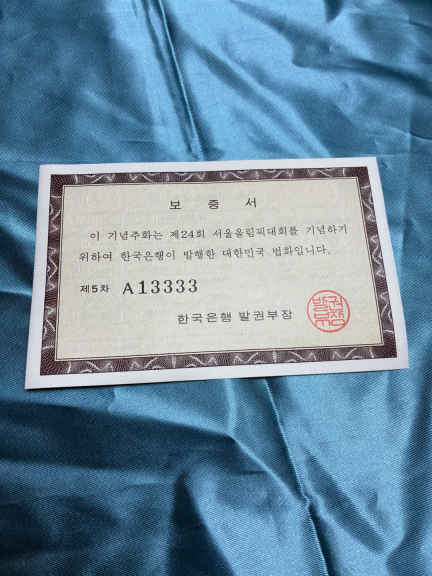 보증서
이 기념주화는 제24회 서울올림픽대회를 기념하기
위하여 한국은행이 발행한 대한민국 법화입니다.
제5차 A13333
한국은행 발권부장